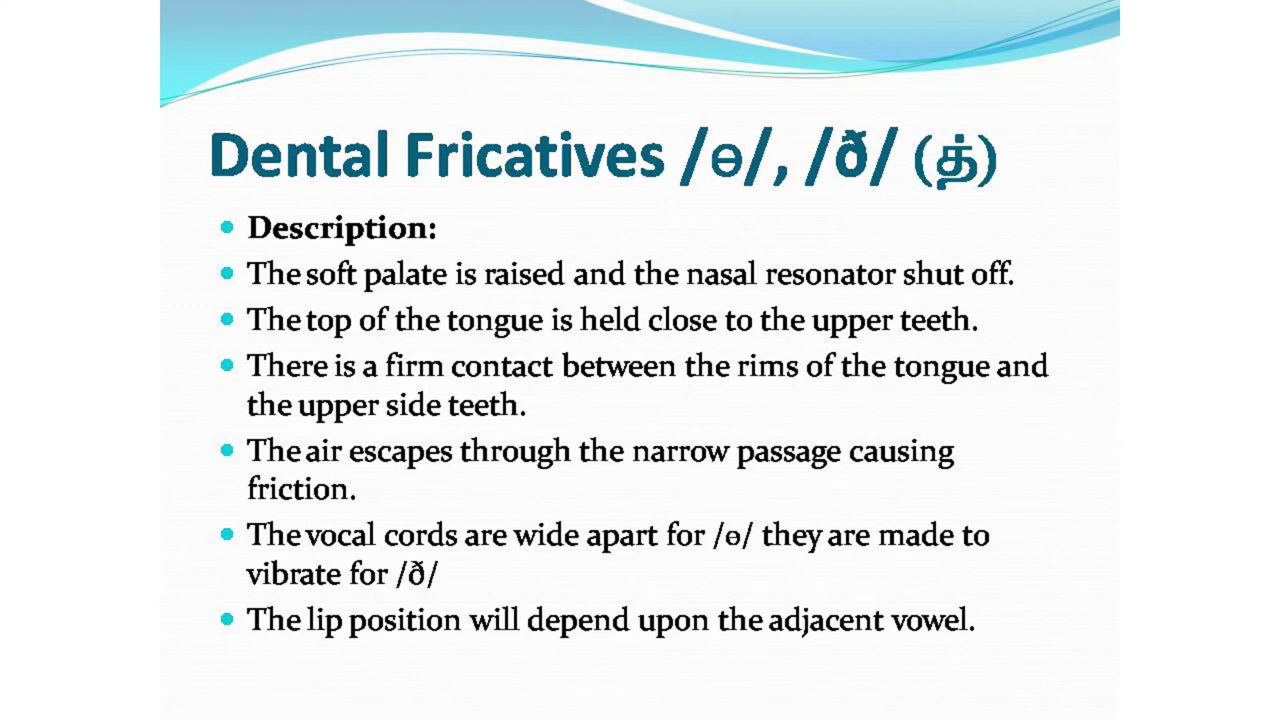 Dental Fricatives /ɵ/, /ð/ (த்)
Description:
The soft palate is raised and the nasal resonator shut off.
The top of the tongue is held close to the upper teeth.
There is a firm contact between the rims of the tongue and
the upper side teeth.
The air escapes through the narrow passage causing
friction.
The vocal cords are wide apart for /ɵ/ they are made to
vibrate for /ð/
The lip position will depend upon the adjacent vowel.